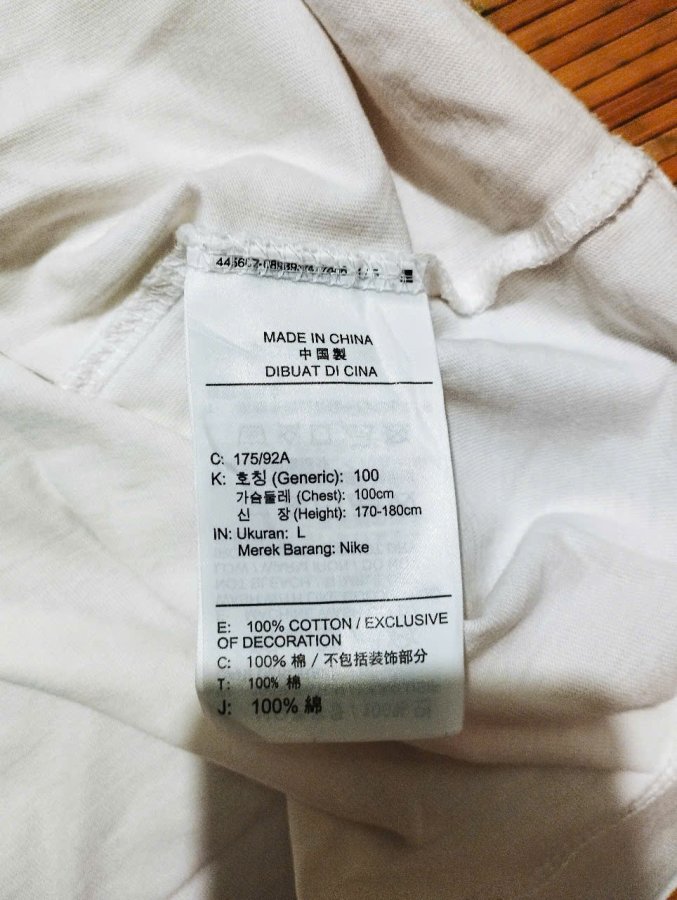 MADE IN CHINA
中国製
DIBUAT DI CINA
C: 175/92A
K: 호칭 (Generic): 100
가슴둘레 (Chest): 100cm
신 장 (Height): 170-180cm
IN: Ukuran: L
Merek Barang: Nike
E: 100% COTTON / EXCLUSIVE
OF DECORATION
C: 100% 棉 / 不包括装饰部分
T: 100% 棉
J: 100% 綿